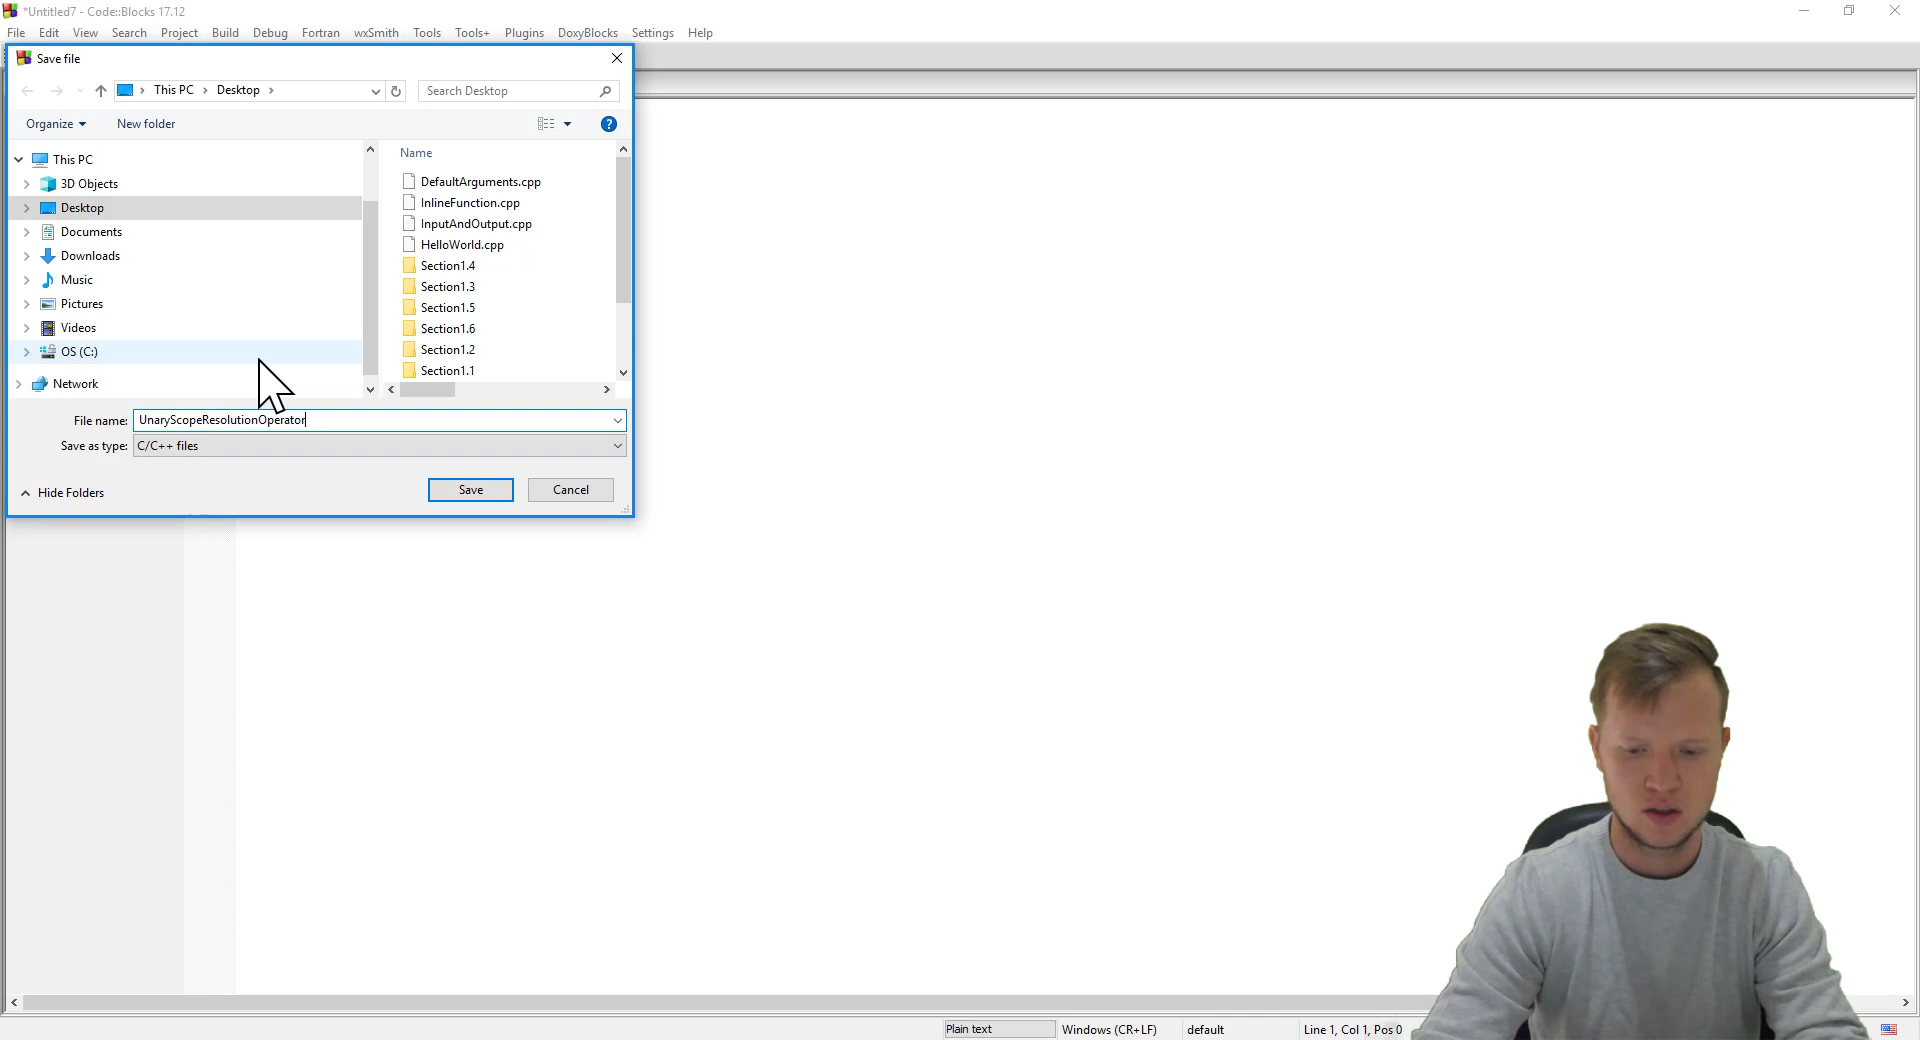 *Untitled7 - Code::Blocks 17.12
File Edit View Search Project Build Debug Fortran wxSmith Tools Tools+ Plugins DoxyBlocks Settings Help
Save file
This PC Desktop
Search Desktop
Organize New folder
This PC
3D Objects
Desktop
Documents
Downloads
Music
Pictures
Videos
OS (C:)
Network
Name
DefaultArguments.cpp
InlineFunction.cpp
InputAndOutput.cpp
HelloWorld.cpp
Section1.4
Section1.3
Section1.5
Section1.6
Section1.2
Section1.1
File name: UnaryScopeResolutionOperator
Save as type: C/C++ files
Hide Folders
Save Cancel
Plain text Windows (CR+LF) default Line 1, Col 1, Pos 0